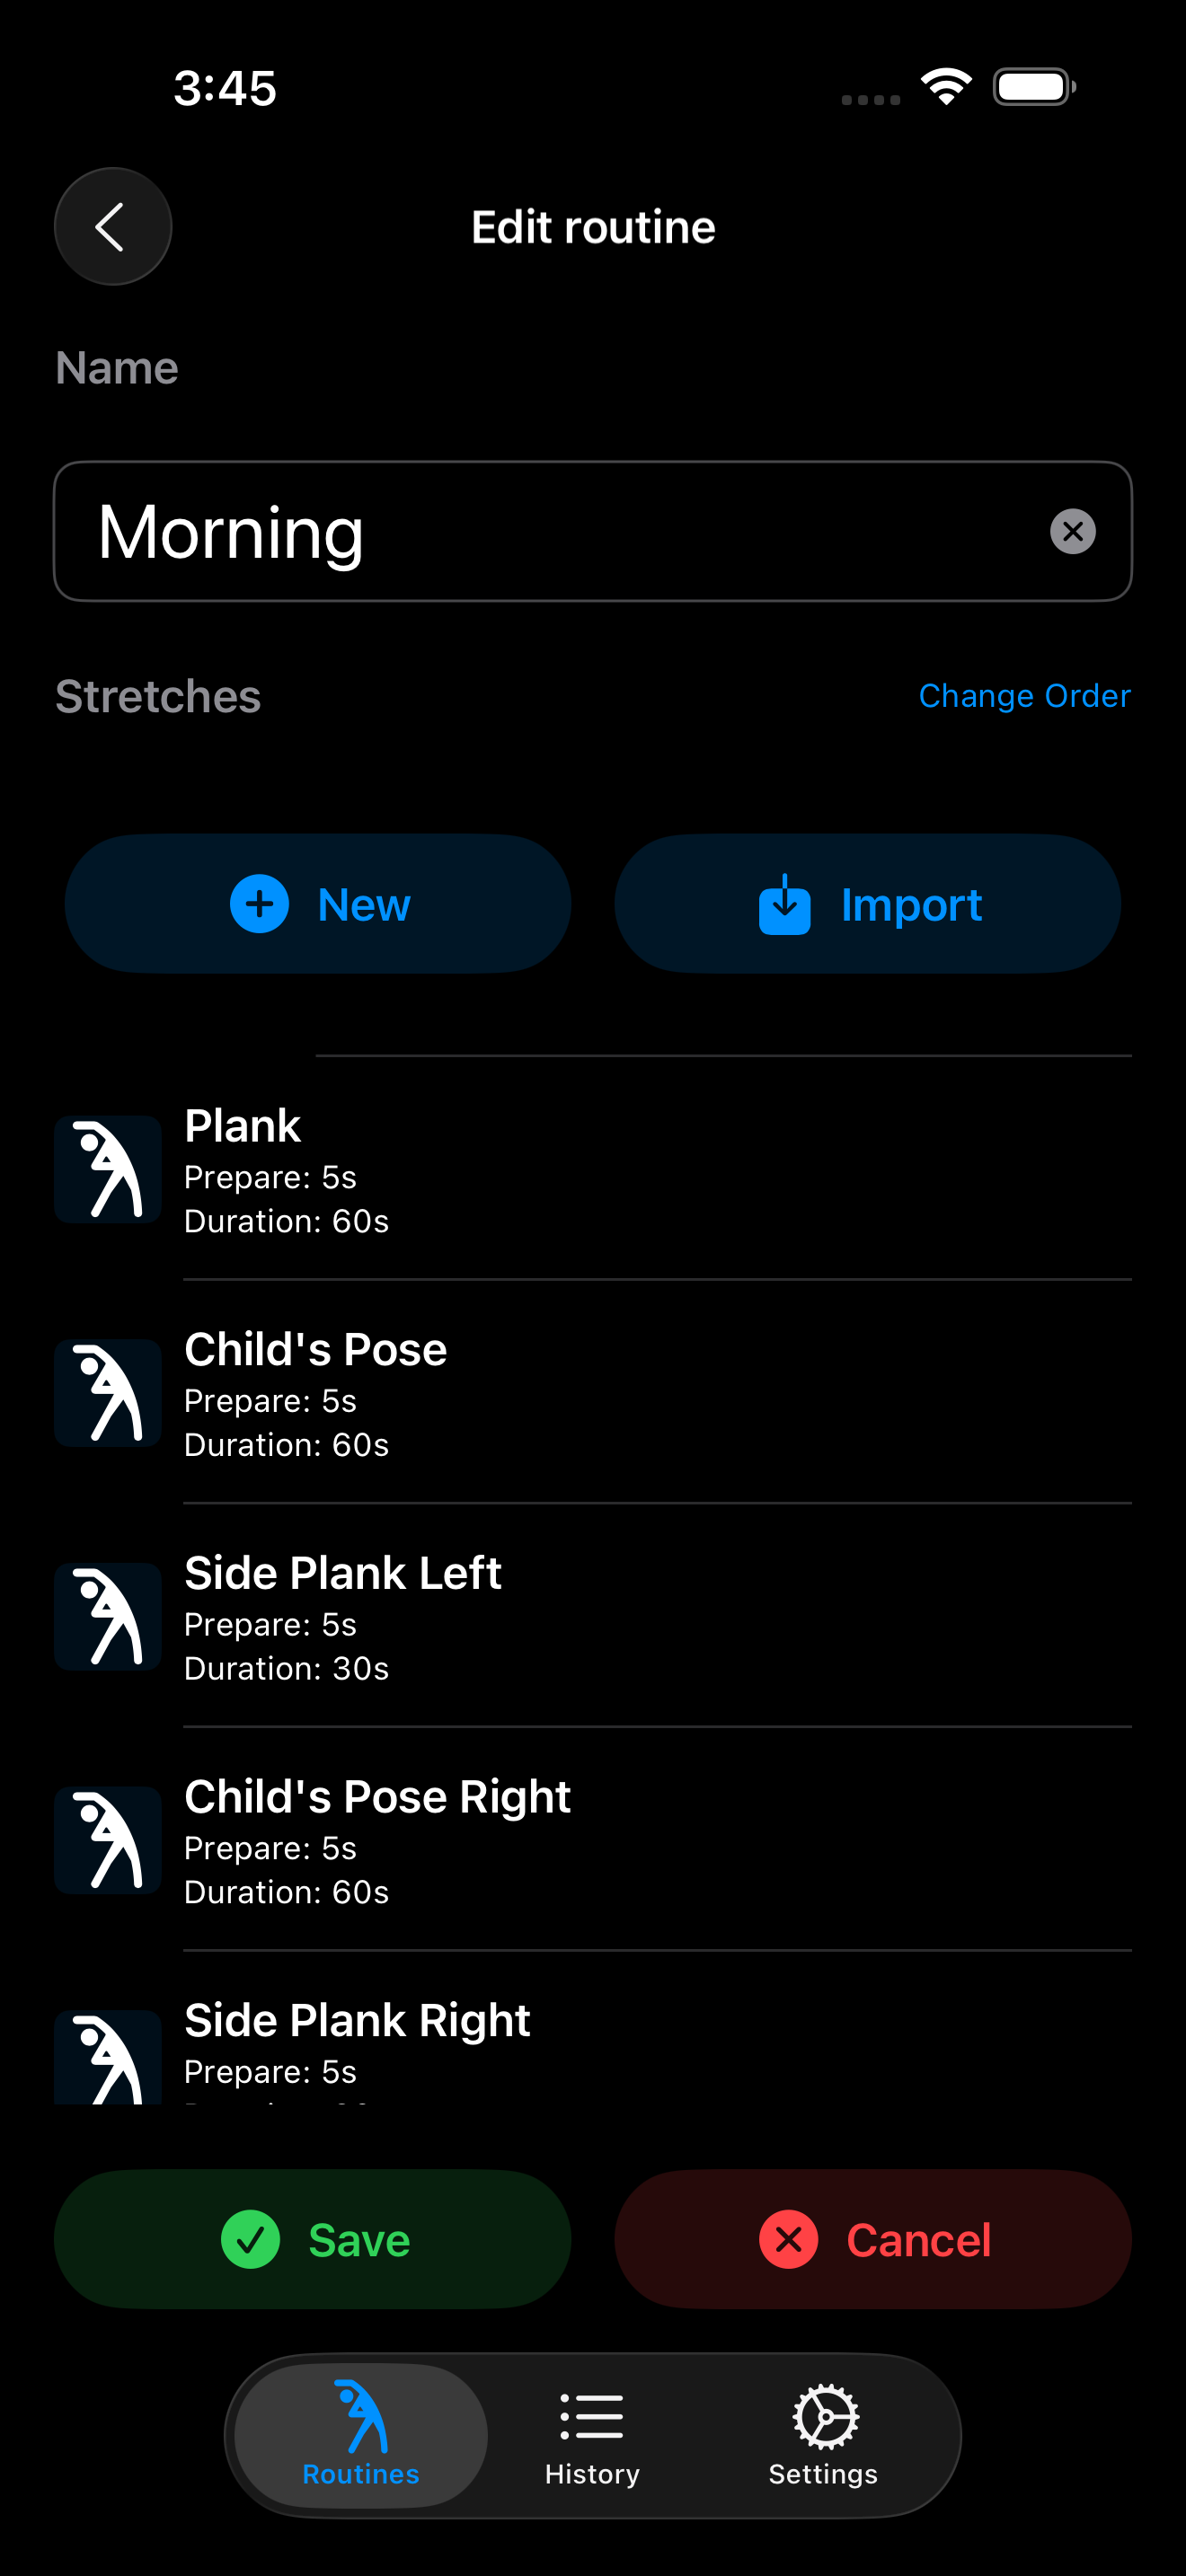 3:45
Edit routine
Name
Morning
Stretches
Change Order
New
Import
Plank
Prepare: 5s
Duration: 60s
Child's Pose
Prepare: 5s
Duration: 60s
Side Plank Left
Prepare: 5s
Duration: 30s
Child's Pose Right
Prepare: 5s
Duration: 60s
Side Plank Right
Prepare: 5s
Save
Cancel
Routines
History
Settings